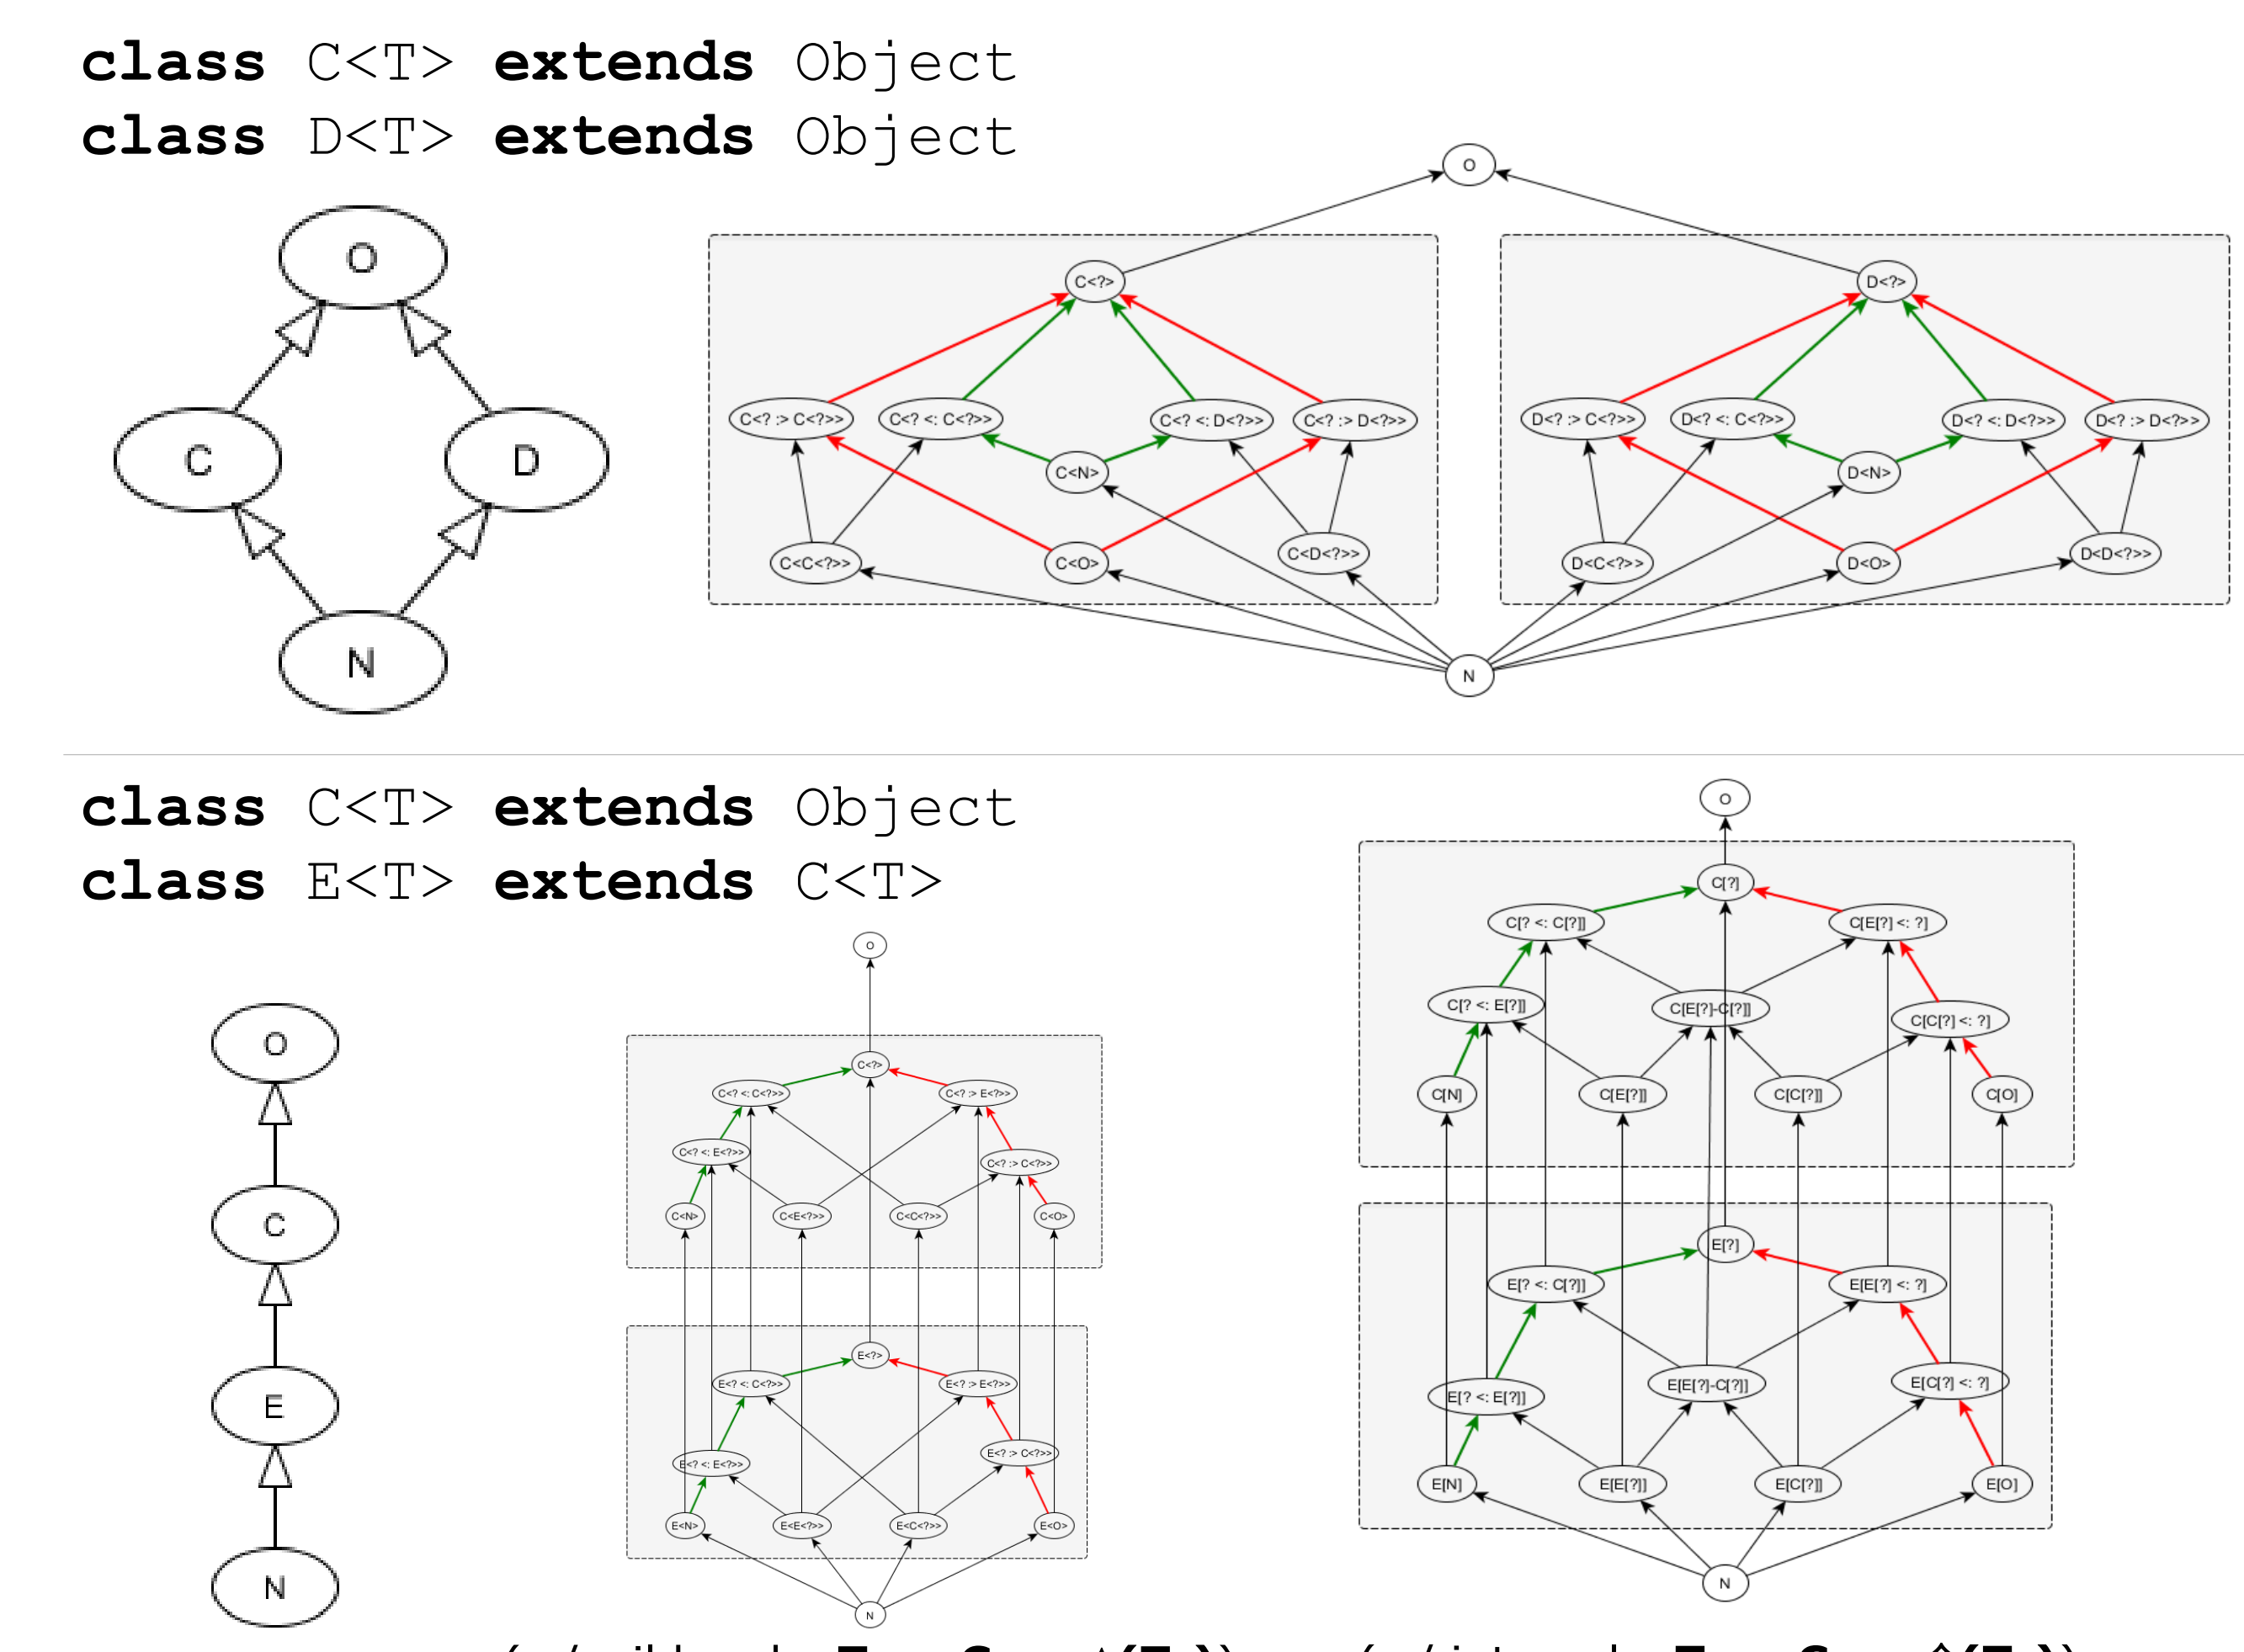 class C<T> extends Object
class D<T> extends Object
O
C
D
N
O
C<?>
C<? :> C<?>>
C<? <: C<?>>
C<? <: D<?>>
C<? :> D<?>>
C<N>
C<C<?>>
C<O>
C<D<?>>
D<?>
D<? :> C<?>>
D<? <: C<?>>
D<? <: D<?>>
D<? :> D<?>>
D<N>
D<C<?>>
D<O>
D<D<?>>
N
class C<T> extends Object
class E<T> extends C<T>
O
C
E
N
O
C<?>
C<? <: C<?>>
C<? :> E<?>>
C<? <: E<?>>
C<? :> C<?>>
C<N>
C<E<?>>
C<C<?>>
C<O>
E<?>
E<? <: C<?>>
E<? :> E<?>>
E<? <: E<?>>
E<? :> C<?>>
E<N>
E<E<?>>
E<C<?>>
E<O>
N
O
C[?]
C[? <: C[?]]
C[E[?] <: ?]
C[? <: E[?]]
C[E[?]-C[?]]
C[C[?] <: ?]
C[N]
C[E[?]]
C[C[?]]
C[O]
E[?]
E[? <: C[?]]
E[E[?] <: ?]
E[? <: E[?]]
E[E[?]-C[?]]
E[C[?] <: ?]
E[N]
E[E[?]]
E[C[?]]
E[O]
N